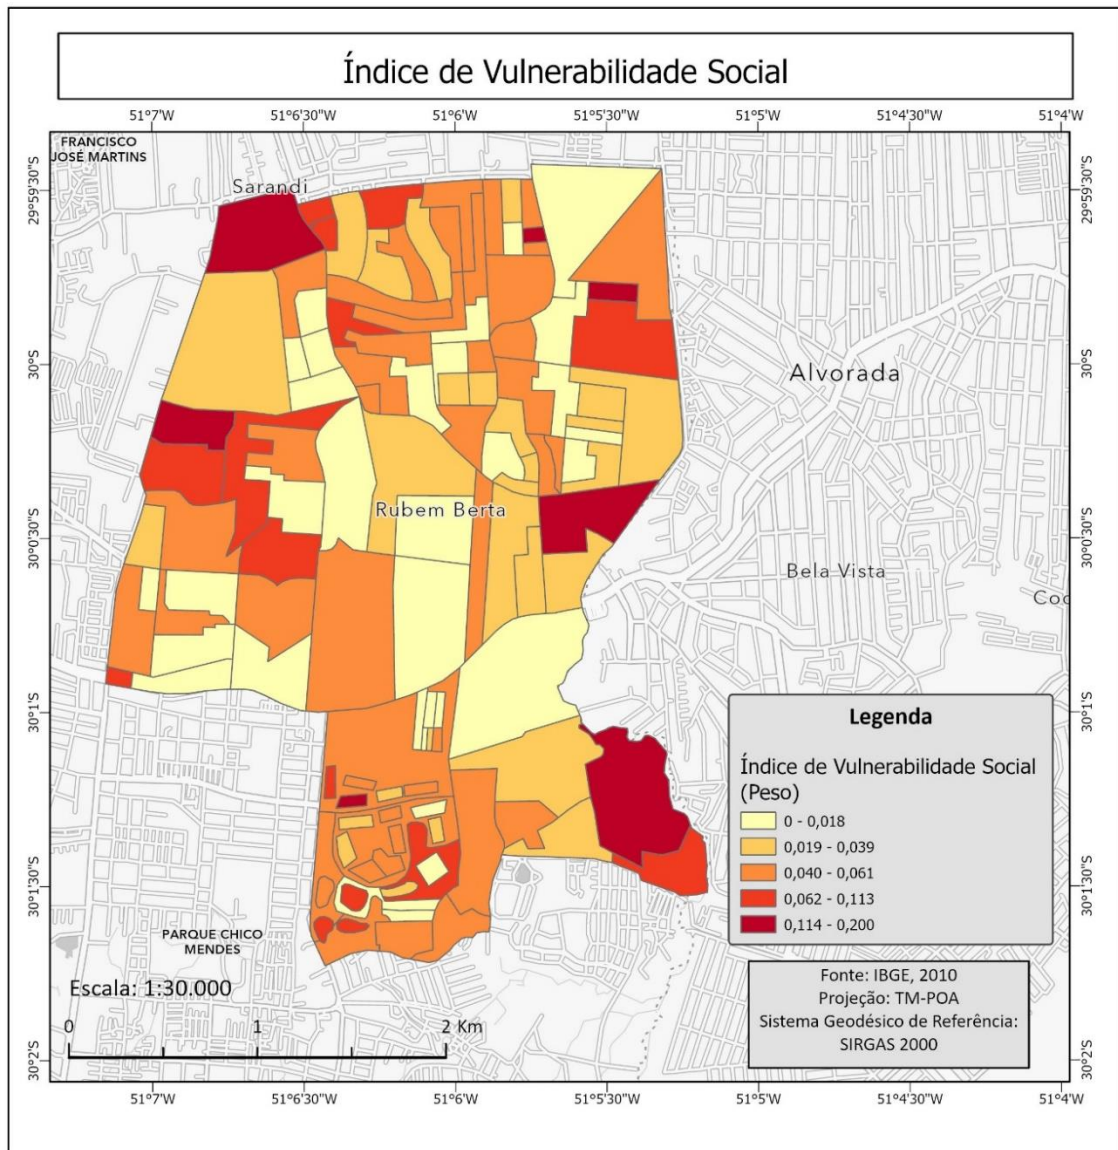 Índice de Vulnerabilidade Social
51°7'W 51°6'30"W 51°6'W 51°5'30"W 51°5'W 51°4'30"W 51°4'W
FRANCISCO
JOSÉ MARTINS
Sarandi
29°59'30"S 29°59'30"S
30°S 30°S
Alvorada
Rubem Berta
30°0'30"S 30°0'30"S
Bela Vista
Coc
30°1'S 30°1'S
Legenda
Índice de Vulnerabilidade Social
(Peso)
0 - 0,018
0,019 - 0,039
0,040 - 0,061
0,062 - 0,113
0,114 - 0,200
30°1'30"S 30°1'30"S
PARQUE CHICO
MENDES
Escala: 1:30.000
0 1 2 Km
Fonte: IBGE, 2010
Projeção: TM-POA
Sistema Geodésico de Referência:
SIRGAS 2000
30°2'S 30°2'S
51°7'W 51°6'30"W 51°6'W 51°5'30"W 51°5'W 51°4'30"W 51°4'W